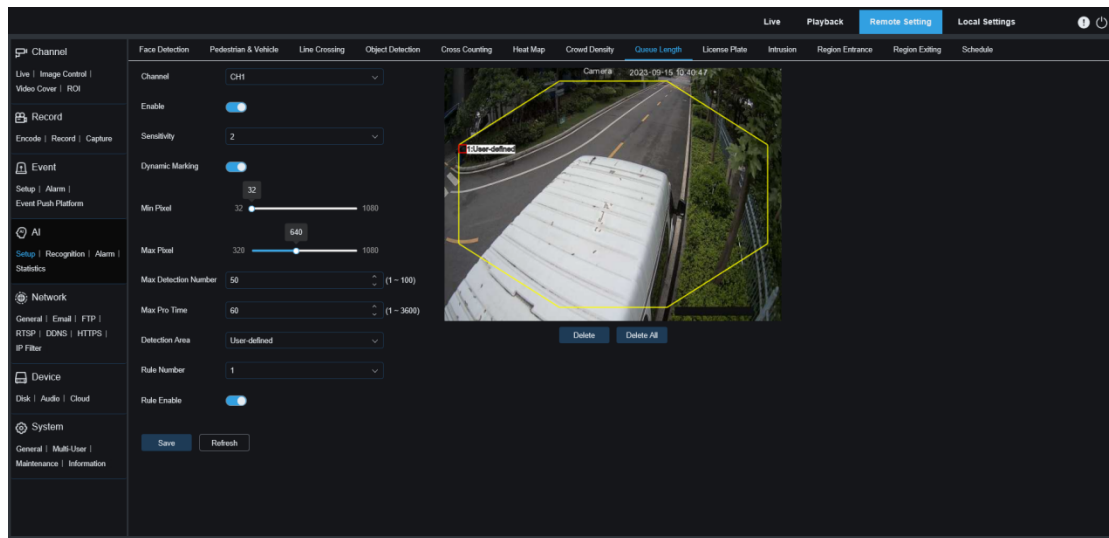 Live Playback Remote Setting Local Settings
Channel
Live | Image Control |
Video Cover | ROI
Record
Encode | Record | Capture
Event
Setup | Alarm |
Event Push Platform
AI
Setup | Recognition | Alarm |
Statistics
Network
General | Email | FTP |
RTSP | DDNS | HTTPS |
IP Filter
Device
Disk | Audio | Cloud
System
General | Multi-User |
Maintenance | Information
Face Detection Pedestrian & Vehicle Line Crossing Object Detection Cross Counting Heat Map Crowd Density Queue Length License Plate Intrusion Region Entrance Region Exiting Schedule
Channel CH1
Enable
Sensitivity 2
Dynamic Marking
32
Min Pixel 32 1080
640
Max Pixel 320 1080
Max Detection Number 50 (1 ~ 100)
Max Pro Time 60 (1 ~ 3600)
Detection Area User-defined
Rule Number 1
Rule Enable
Save Refresh
Camera 2023-09-15 10:40:47
1:User-defined
Delete Delete All